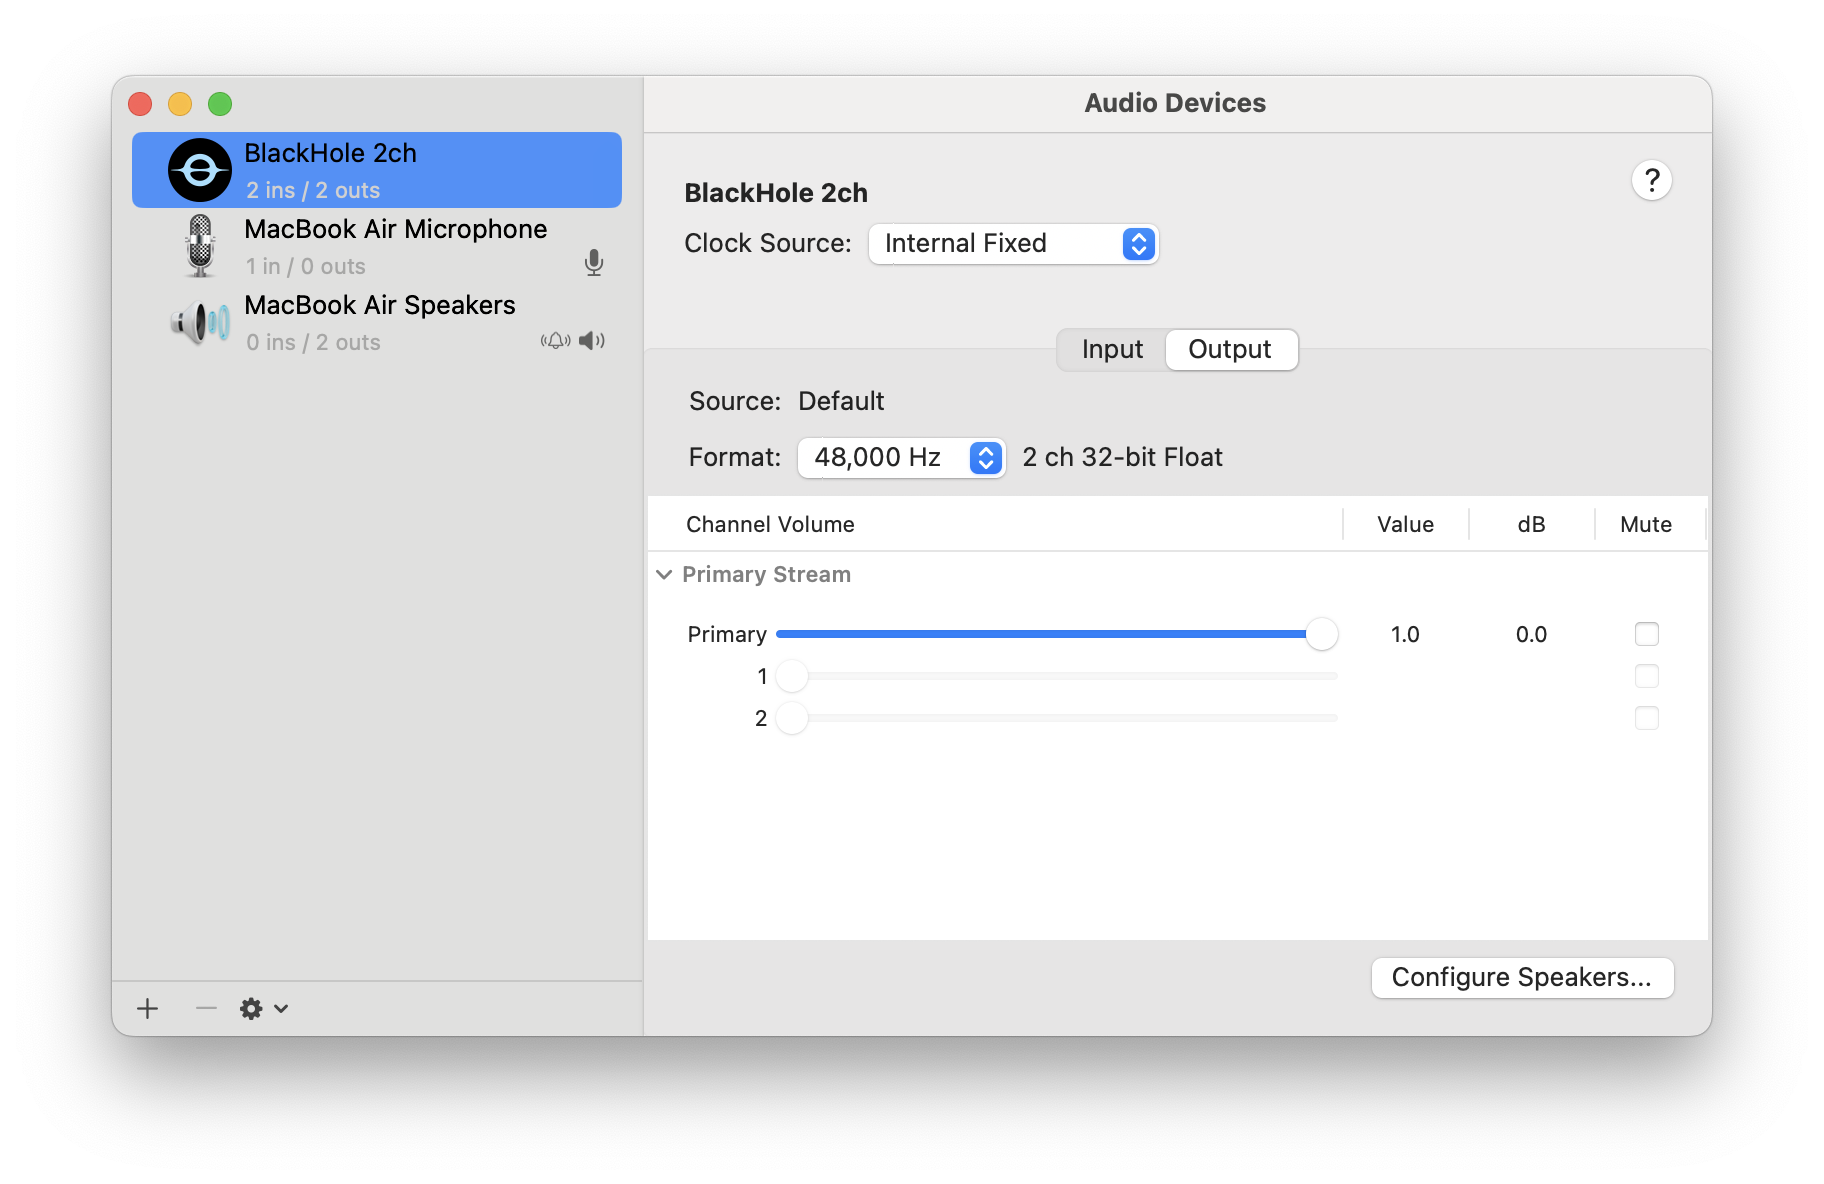 Audio Devices
BlackHole 2ch
2 ins / 2 outs
MacBook Air Microphone
1 in / 0 outs
MacBook Air Speakers
0 ins / 2 outs
BlackHole 2ch
?
Clock Source: Internal Fixed
Input Output
Source: Default
Format: 48,000 Hz 2 ch 32-bit Float
Channel Volume Value dB Mute
Primary Stream
Primary 1.0 0.0
1
2
Configure Speakers...